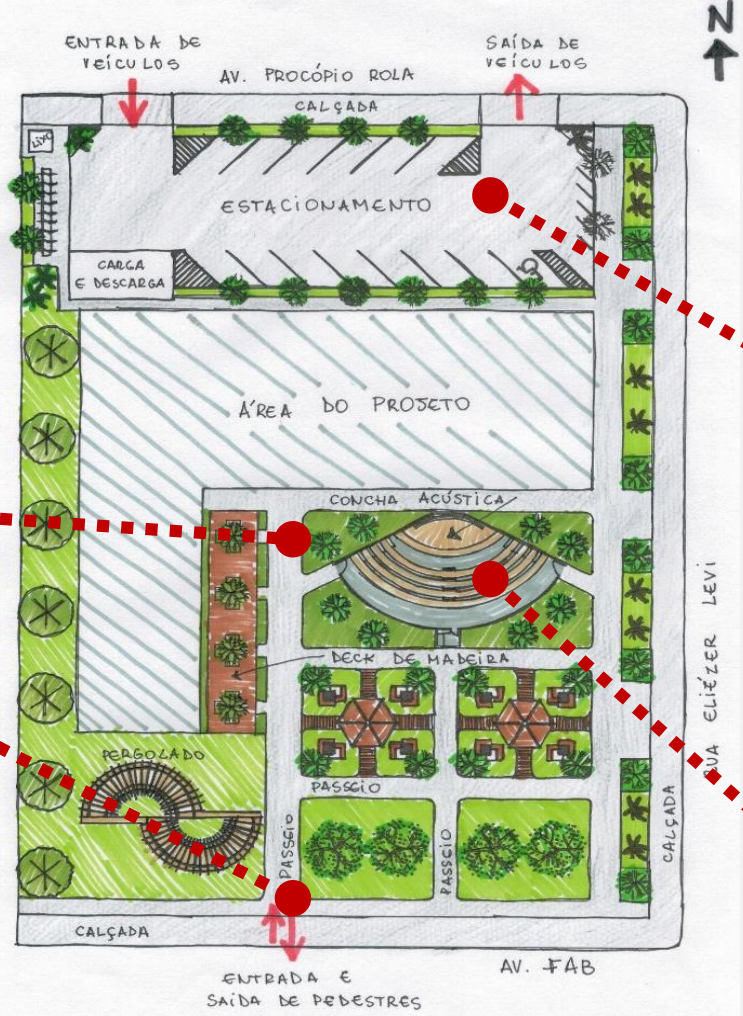 N
ENTRADA DE
VEÍCULOS
SAÍDA DE
VEÍCULOS
AV. PROCÓPIO ROLA
CALÇADA
LIXO
ESTACIONAMENTO
CARGA
E DESCARGA
ÁREA DO PROJETO
CONCHA ACÚSTICA
DECK DE MADEIRA
RUA ELIÉZER LEVI
PERGOLADO
PASSEIO
PASSEIO
PASSEIO
CALÇADA
CALÇADA
AV. FAB
ENTRADA E
SAÍDA DE PEDESTRES